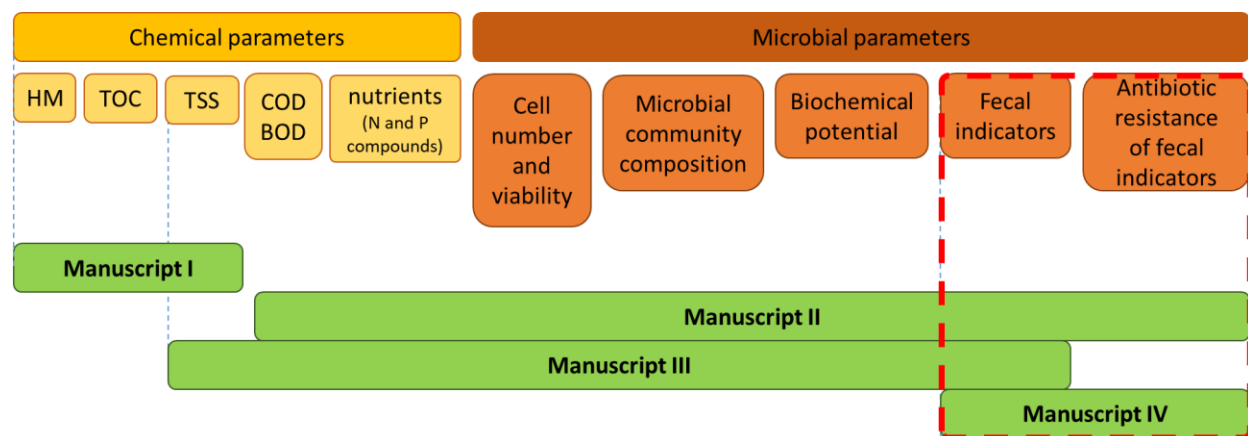 Chemical parameters
Microbial parameters
HM
TOC
TSS
COD
BOD
nutrients
(N and P
compounds)
Cell
number
and
viability
Microbial
community
composition
Biochemical
potential
Fecal
indicators
Antibiotic
resistance
of fecal
indicators
Manuscript I
Manuscript II
Manuscript III
Manuscript IV